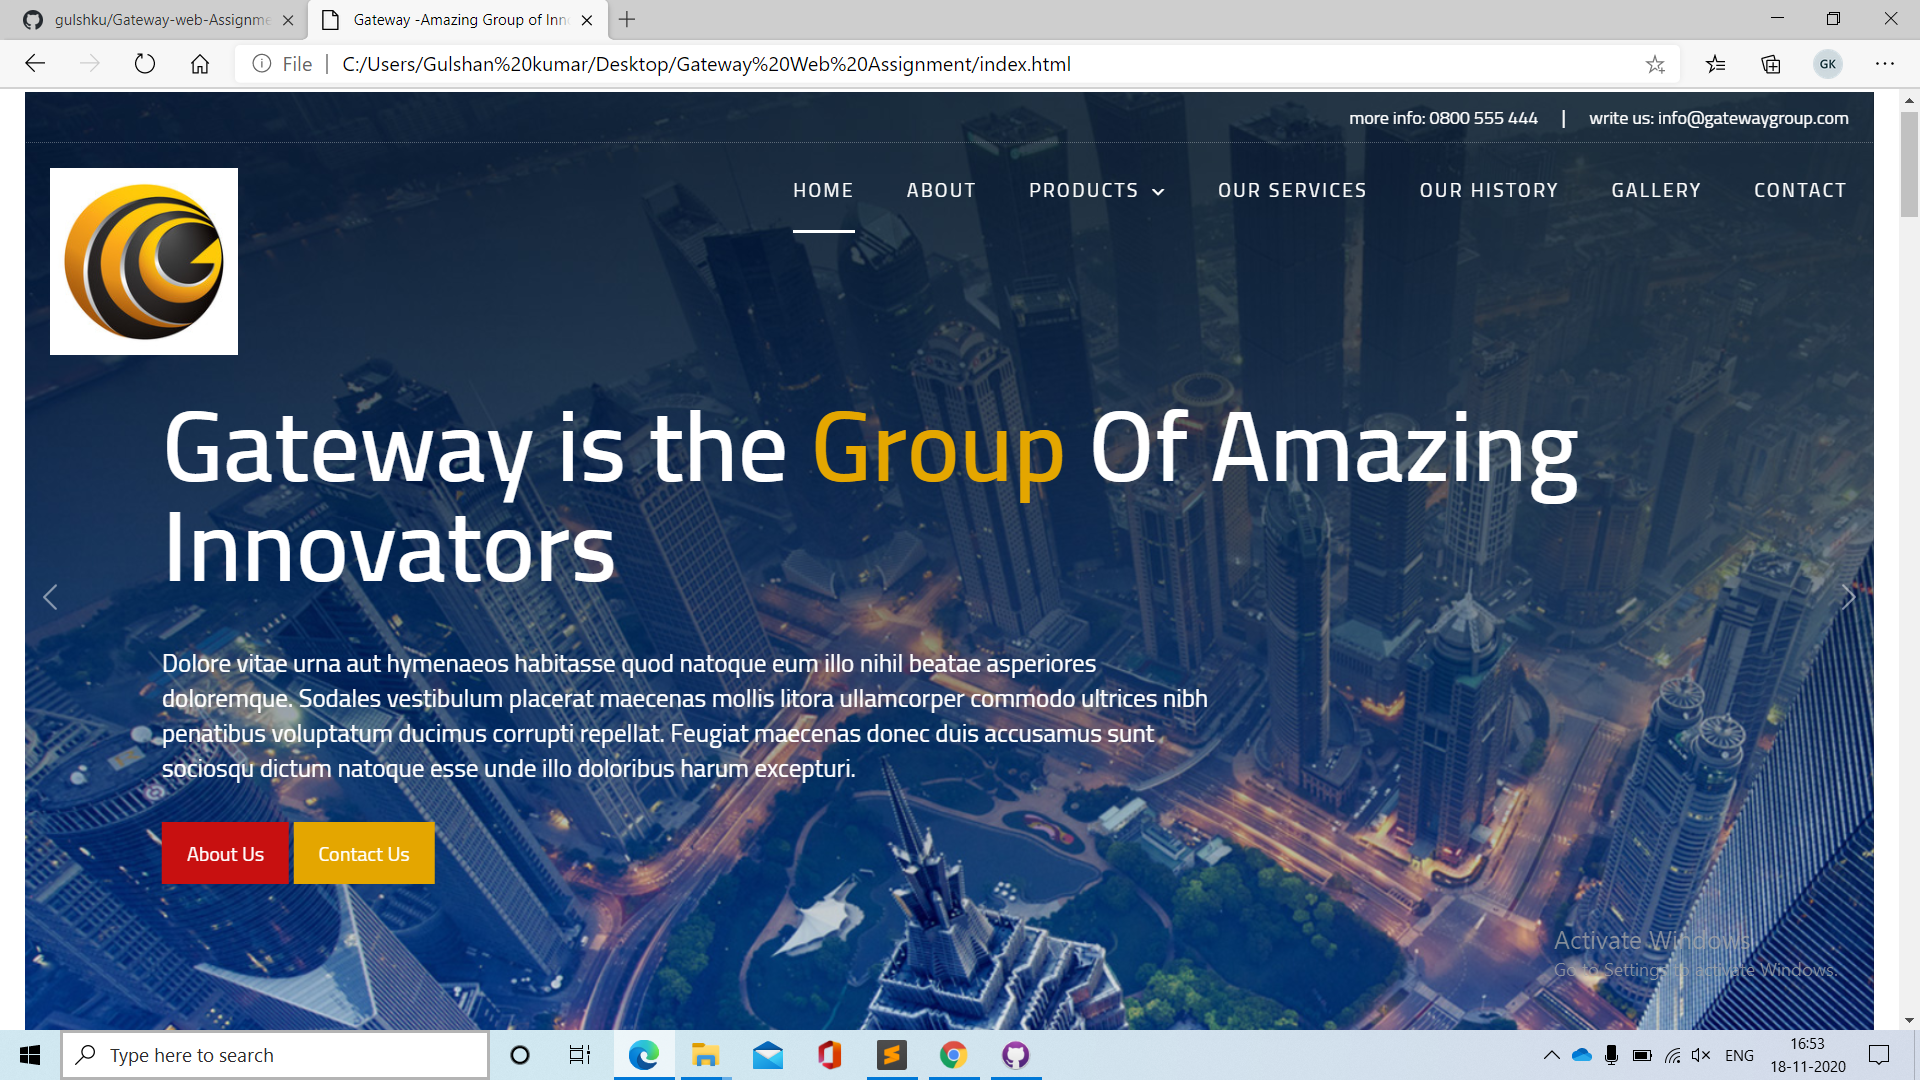 gulshku/Gateway-web-Assignme
Gateway -Amazing Group of Inn
File
C:/Users/Gulshan%20kumar/Desktop/Gateway%20Web%20Assignment/index.html
GK
more info: 0800 555 444 | write us: info@gatewaygroup.com
HOME ABOUT PRODUCTS OUR SERVICES OUR HISTORY GALLERY CONTACT
Gateway is the Group Of Amazing
Innovators
Dolore vitae urna aut hymenaeos habitasse quod natoque eum illo nihil beatae asperiores
doloremque. Sodales vestibulum placerat maecenas mollis litora ullamcorper commodo ultrices nibh
penatibus voluptatum ducimus corrupti repellat. Feugiat maecenas donec duis accusamus sunt
sociosqu dictum natoque esse unde illo doloribus harum excepturi.
About Us Contact Us
Activate Windows
Go to Settings to activate Windows.
Type here to search
ENG
16:53
18-11-2020